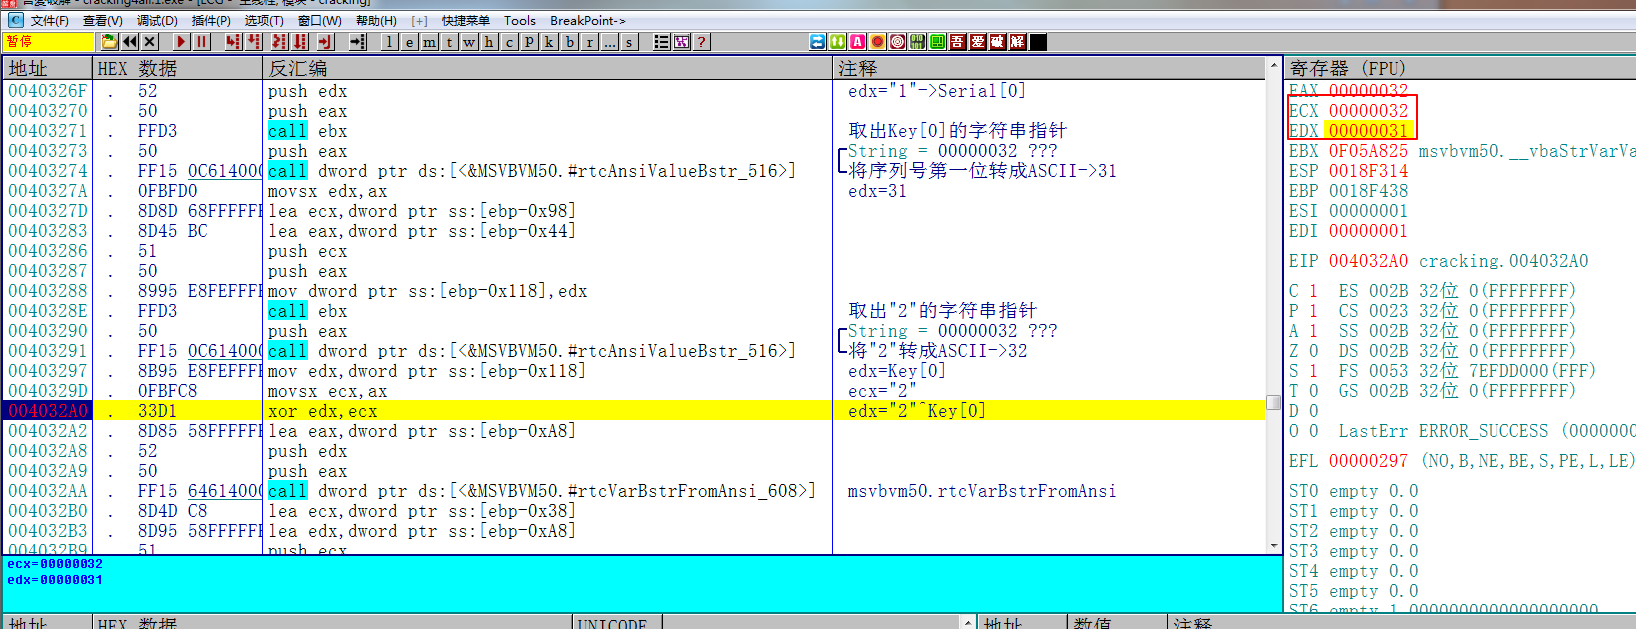 吾爱破解 - cracking4all.1.exe - [LCG - 主线程, 模块 - cracking]
文件(F) 查看(V) 调试(D) 插件(P) 选项(T) 窗口(W) 帮助(H) [+] 快捷菜单 Tools BreakPoint->
暂停 l e m t w h c p k b r ... s ? 吾 爱 破 解
地址 HEX 数据 反汇编 注释 寄存器 (FPU)
0040326F . 52 push edx edx="1"->Serial[0]
00403270 . 50 push eax
00403271 . FFD3 call ebx 取出Key[0]的字符串指针
00403273 . 50 push eax String = 00000032 ???
00403274 . FF15 0C614000 call dword ptr ds:[<&MSVBVM50.#rtcAnsiValueBstr_516>] 将序列号第一位转成ASCII->31
0040327A . 0FBFD0 movsx edx,ax edx=31
0040327D . 8D8D 68FFFFFF lea ecx,dword ptr ss:[ebp-0x98]
00403283 . 8D45 BC lea eax,dword ptr ss:[ebp-0x44]
00403286 . 51 push ecx
00403287 . 50 push eax
00403288 . 8995 E8FEFFFF mov dword ptr ss:[ebp-0x118],edx
0040328E . FFD3 call ebx 取出"2"的字符串指针
00403290 . 50 push eax String = 00000032 ???
00403291 . FF15 0C614000 call dword ptr ds:[<&MSVBVM50.#rtcAnsiValueBstr_516>] 将"2"转成ASCII->32
00403297 . 8B95 E8FEFFFF mov edx,dword ptr ss:[ebp-0x118] edx=Key[0]
0040329D . 0FBFC8 movsx ecx,ax ecx="2"
004032A0 . 33D1 xor edx,ecx edx="2"^Key[0]
004032A2 . 8D85 58FFFFFF lea eax,dword ptr ss:[ebp-0xA8]
004032A8 . 52 push edx
004032A9 . 50 push eax
004032AA . FF15 64614000 call dword ptr ds:[<&MSVBVM50.#rtcVarBstrFromAnsi_608>] msvbvm50.rtcVarBstrFromAnsi
004032B0 . 8D4D C8 lea ecx,dword ptr ss:[ebp-0x38]
004032B3 . 8D95 58FFFFFF lea edx,dword ptr ss:[ebp-0xA8]
004032B9 . 51 push ecx
EAX 00000032
ECX 00000032
EDX 00000031
EBX 0F05A825 msvbvm50.__vbaStrVarVa
ESP 0018F314
EBP 0018F438
ESI 00000001
EDI 00000001
EIP 004032A0 cracking.004032A0
C 1 ES 002B 32位 0(FFFFFFFF)
P 1 CS 0023 32位 0(FFFFFFFF)
A 1 SS 002B 32位 0(FFFFFFFF)
Z 0 DS 002B 32位 0(FFFFFFFF)
S 1 FS 0053 32位 7EFDD000(FFF)
T 0 GS 002B 32位 0(FFFFFFFF)
D 0
O 0 LastErr ERROR_SUCCESS (0000000
EFL 00000297 (NO,B,NE,BE,S,PE,L,LE)
ST0 empty 0.0
ST1 empty 0.0
ST2 empty 0.0
ST3 empty 0.0
ST4 empty 0.0
ST5 empty 0.0
ST6 empty 1.0000000000000000000
ecx=00000032
edx=00000031
地址 HEX 数据 UNICODE 地址 数值 注释